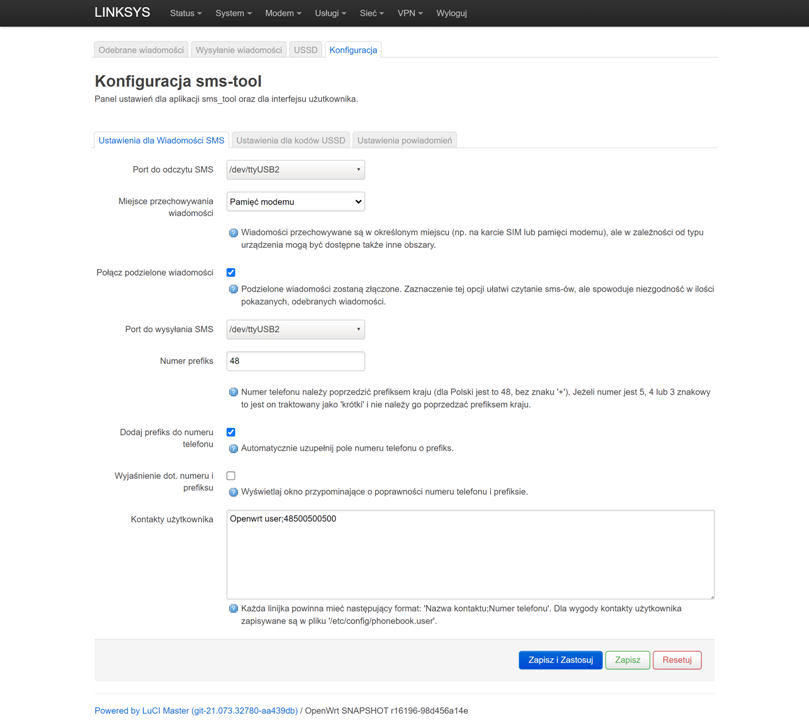 LINKSYS Status System Modem Usługi Sieć VPN Wyloguj
Odebrane wiadomości Wysyłanie wiadomości USSD Konfiguracja
Konfiguracja sms-tool
Panel ustawień dla aplikacji sms_tool oraz dla interfejsu użutkownika.
Ustawienia dla Wiadomości SMS Ustawienia dla kodów USSD Ustawienia powiadomień
Port do odczytu SMS /dev/ttyUSB2
Miejsce przechowywania
wiadomości
Pamięć modemu
Wiadomości przechowywane są w określonym miejscu (np. na karcie SIM lub pamięci modemu), ale w zależności od typu
urządzenia mogą być dostępne także inne obszary.
Połącz podzielone wiadomości
Podzielone wiadomości zostaną złączone. Zaznaczenie tej opcji ułatwi czytanie sms-ów, ale spowoduje niezgodność w ilości
pokazanych, odebranych wiadomości.
Port do wysyłania SMS /dev/ttyUSB2
Numer prefiks 48
Numer telefonu należy poprzedzić prefiksem kraju (dla Polski jest to 48, bez znaku '+'). Jeżeli numer jest 5, 4 lub 3 znakowy
to jest on traktowany jako 'krótki' i nie należy go poprzedzać prefiksem kraju.
Dodaj prefiks do numeru
telefonu
Automatycznie uzupełnij pole numeru telefonu o prefiks.
Wyjaśnienie dot. numeru i
prefiksu
Wyświetlaj okno przypominające o poprawności numeru telefonu i prefiksie.
Kontakty użytkownika
Openwrt user;48500500500
Każda linijka powinna mieć następujący format: 'Nazwa kontaktu;Numer telefonu'. Dla wygody kontakty użytkownika
zapisywane są w pliku '/etc/config/phonebook.user'.
Zapisz i Zastosuj Zapisz Resetuj
Powered by LuCI Master (git-21.073.32780-aa439db) / OpenWrt SNAPSHOT r16196-98d456a14e